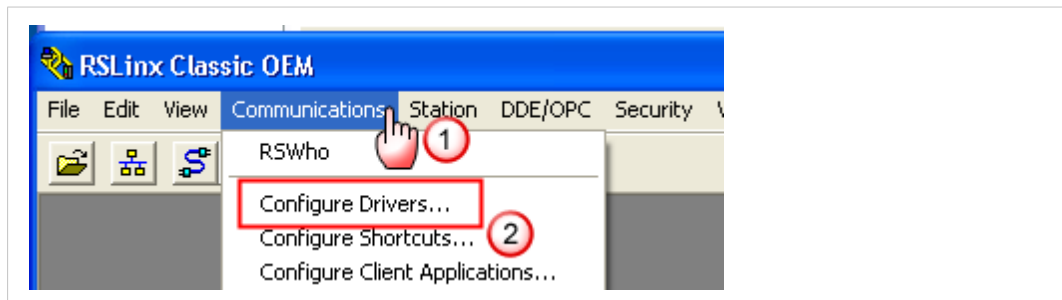 RSLinx Classic OEM
File Edit View Communications Station DDE/OPC Security
1
RSWho
Configure Drivers...
Configure Shortcuts...
2
Configure Client Applications...